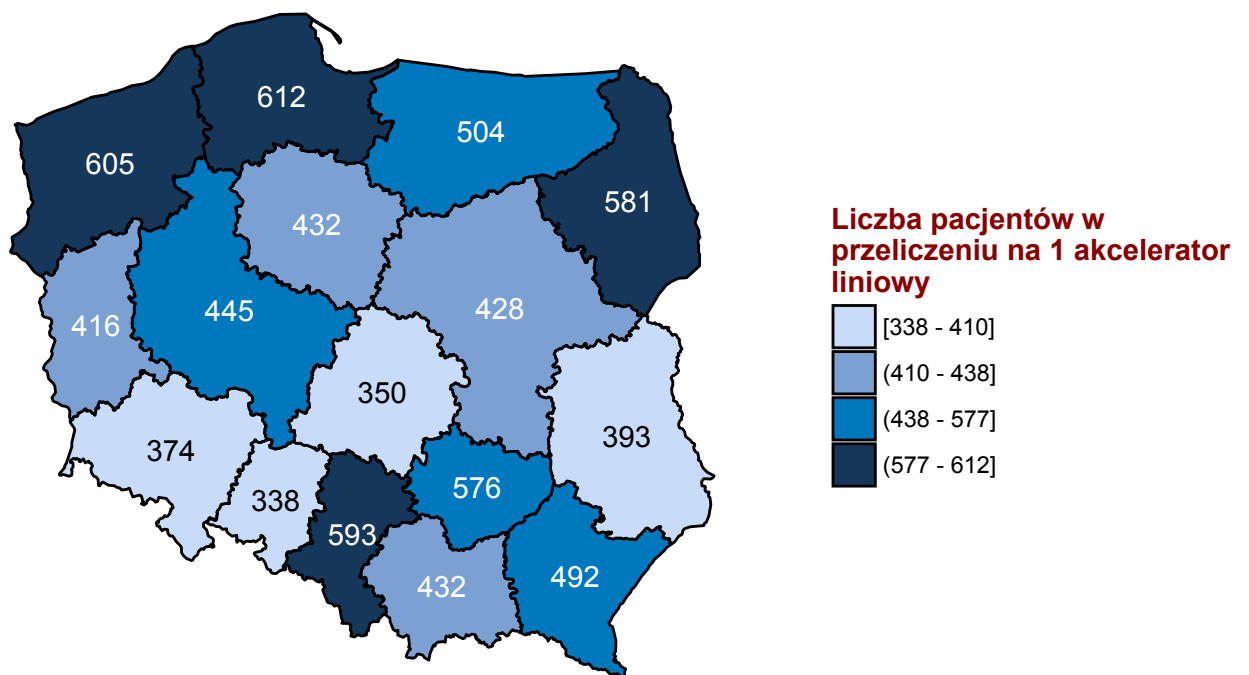 612
504
605
581
432
428
445
416
350
393
374
576
338
593
492
432
Liczba pacjentów w
przeliczeniu na 1 akcelerator
liniowy
[338 - 410]
(410 - 438]
(438 - 577]
(577 - 612]